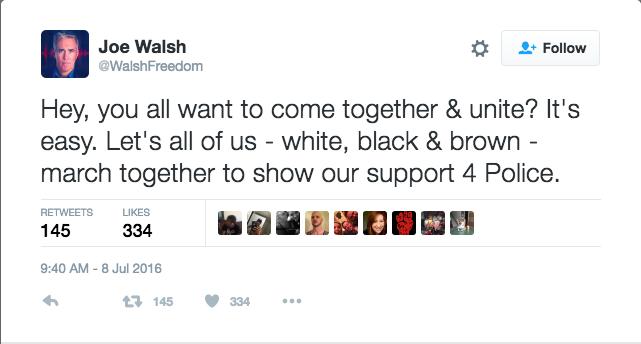 Joe Walsh
@WalshFreedom
Follow
Hey, you all want to come together & unite? It's
easy. Let's all of us - white, black & brown -
march together to show our support 4 Police.
RETWEETS LIKES
145 334
9:40 AM - 8 Jul 2016
145 334